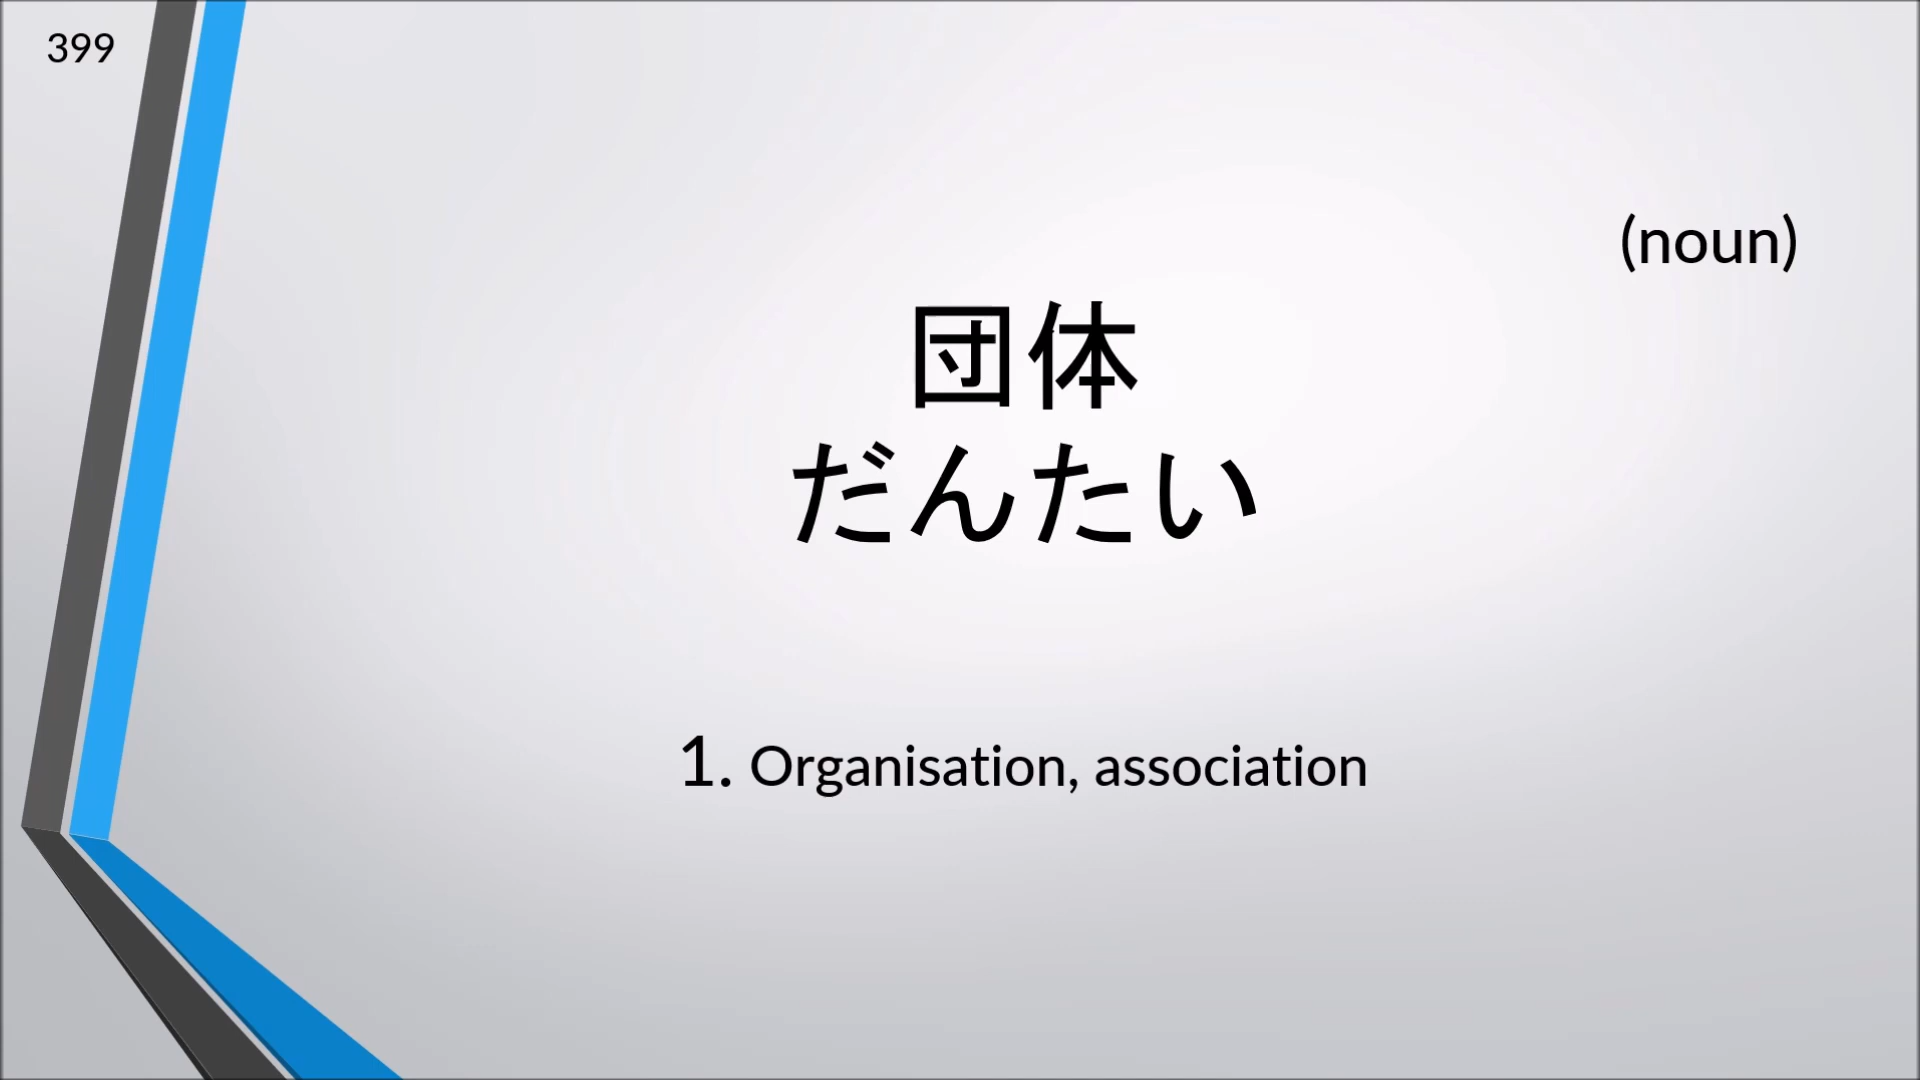 399
(noun)
団体
だんたい
1. Organisation, association